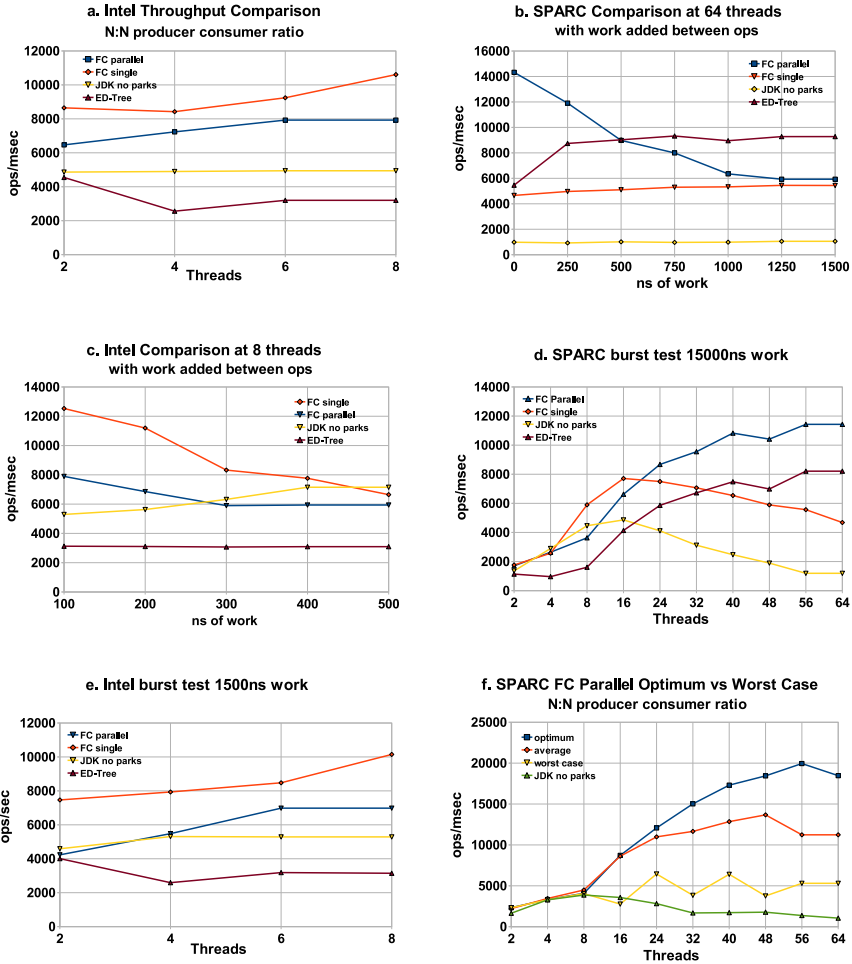 a. Intel Throughput Comparison
N:N producer consumer ratio
12000
10000
8000
6000
4000
2000
0
ops/msec
FC parallel
FC single
JDK no parks
ED-Tree
2
4
6
8
Threads
b. SPARC Comparison at 64 threads
with work added between ops
16000
14000
12000
10000
8000
6000
4000
2000
0
ops/msec
FC parallel
FC single
ED-Tree
JDK no parks
0
250
500
750
1000
1250
1500
ns of work
c. Intel Comparison at 8 threads
with work added between ops
14000
12000
10000
8000
6000
4000
2000
0
ops/msec
FC single
FC parallel
JDK no parks
ED-Tree
100
200
300
400
500
ns of work
d. SPARC burst test 15000ns work
14000
12000
10000
8000
6000
4000
2000
0
ops/msec
FC Parallel
FC single
JDK no parks
ED-Tree
2
4
8
16
24
32
40
48
56
64
Threads
e. Intel burst test 1500ns work
12000
10000
8000
6000
4000
2000
0
ops/sec
FC parallel
FC single
JDK no parks
ED-Tree
2
4
6
8
Threads
f. SPARC FC Parallel Optimum vs Worst Case
N:N producer consumer ratio
25000
20000
15000
10000
5000
0
ops/msec
optimum
average
worst case
JDK no parks
2
4
8
16
24
32
40
48
56
64
Threads